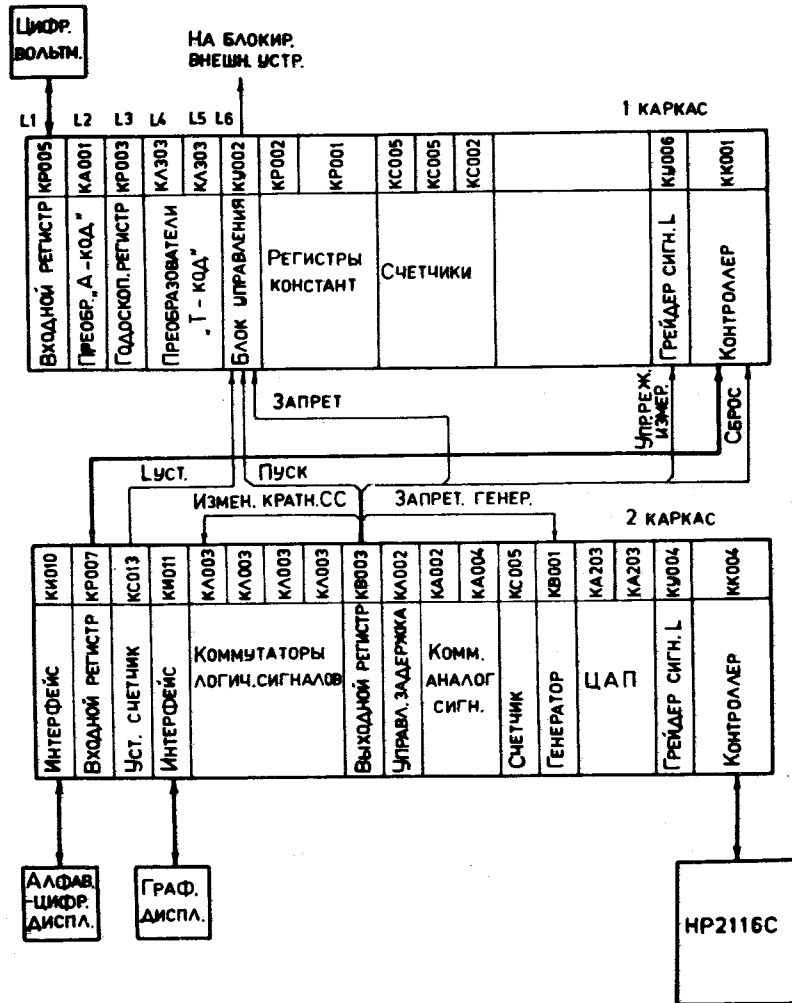 ЦИФР.
ВОЛЬТМ.
НА БЛОКИР.
ВНЕШН. УСТР.
L1 L2 L3 L4 L5 L6
1 КАРКАС
КР005 КА001 КР003 КЛ303 КЛ303 КУ002 КР002 КР001 КС005 КС005 КС002 КУ006 КК001
ВХОДНОЙ РЕГИСТР
ПРЕОБР. „А-КОД"
ГОДОСКОП. РЕГИСТР
ПРЕОБРАЗОВАТЕЛИ
„Т-КОД"
БЛОК УПРАВЛЕНИЯ
РЕГИСТРЫ
КОНСТАНТ
СЧЕТЧИКИ
ГРЕЙДЕР СИГН. L
КОНТРОЛЛЕР
ЗАПРЕТ
УПР.РЕЖ.
ИЗМЕР.
СБРОС
LУСТ.
ПУСК
ИЗМЕН. КРАТН.СС
ЗАПРЕТ. ГЕНЕР.
2 КАРКАС
КИ010 КР007 КС013 КИ011 КЛ003 КЛ003 КЛ003 КЛ003 КВ003 КЛ002 КА002 КА004 КС005 КВ001 КА203 КА203 КУ004 КК004
ИНТЕРФЕЙС
ВХОДНОЙ РЕГИСТР
УСТ. СЧЕТЧИК
ИНТЕРФЕЙС
КОММУТАТОРЫ
ЛОГИЧ.СИГНАЛОВ
ВЫХОДНОЙ РЕГИСТР
УПРАВЛ. ЗАДЕРЖКА
КОММ.
АНАЛОГ
СИГН.
СЧЕТЧИК
ГЕНЕРАТОР
ЦАП
ГРЕЙДЕР СИГН. L
КОНТРОЛЛЕР
АЛФАВ.
-ЦИФР.
ДИСПЛ.
ГРАФ.
ДИСПЛ.
HP2116C